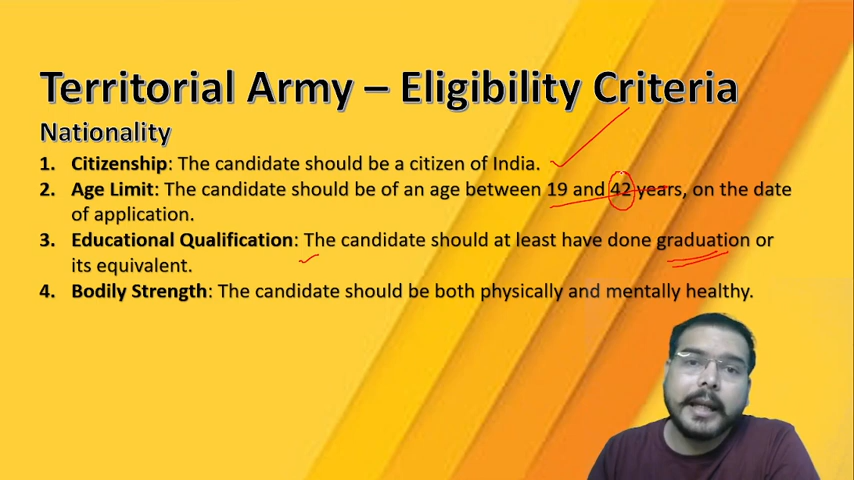 Territorial Army – Eligibility Criteria
Nationality
1. Citizenship: The candidate should be a citizen of India.
2. Age Limit: The candidate should be of an age between 19 and 42 years, on the date
of application.
3. Educational Qualification: The candidate should at least have done graduation or
its equivalent.
4. Bodily Strength: The candidate should be both physically and mentally healthy.